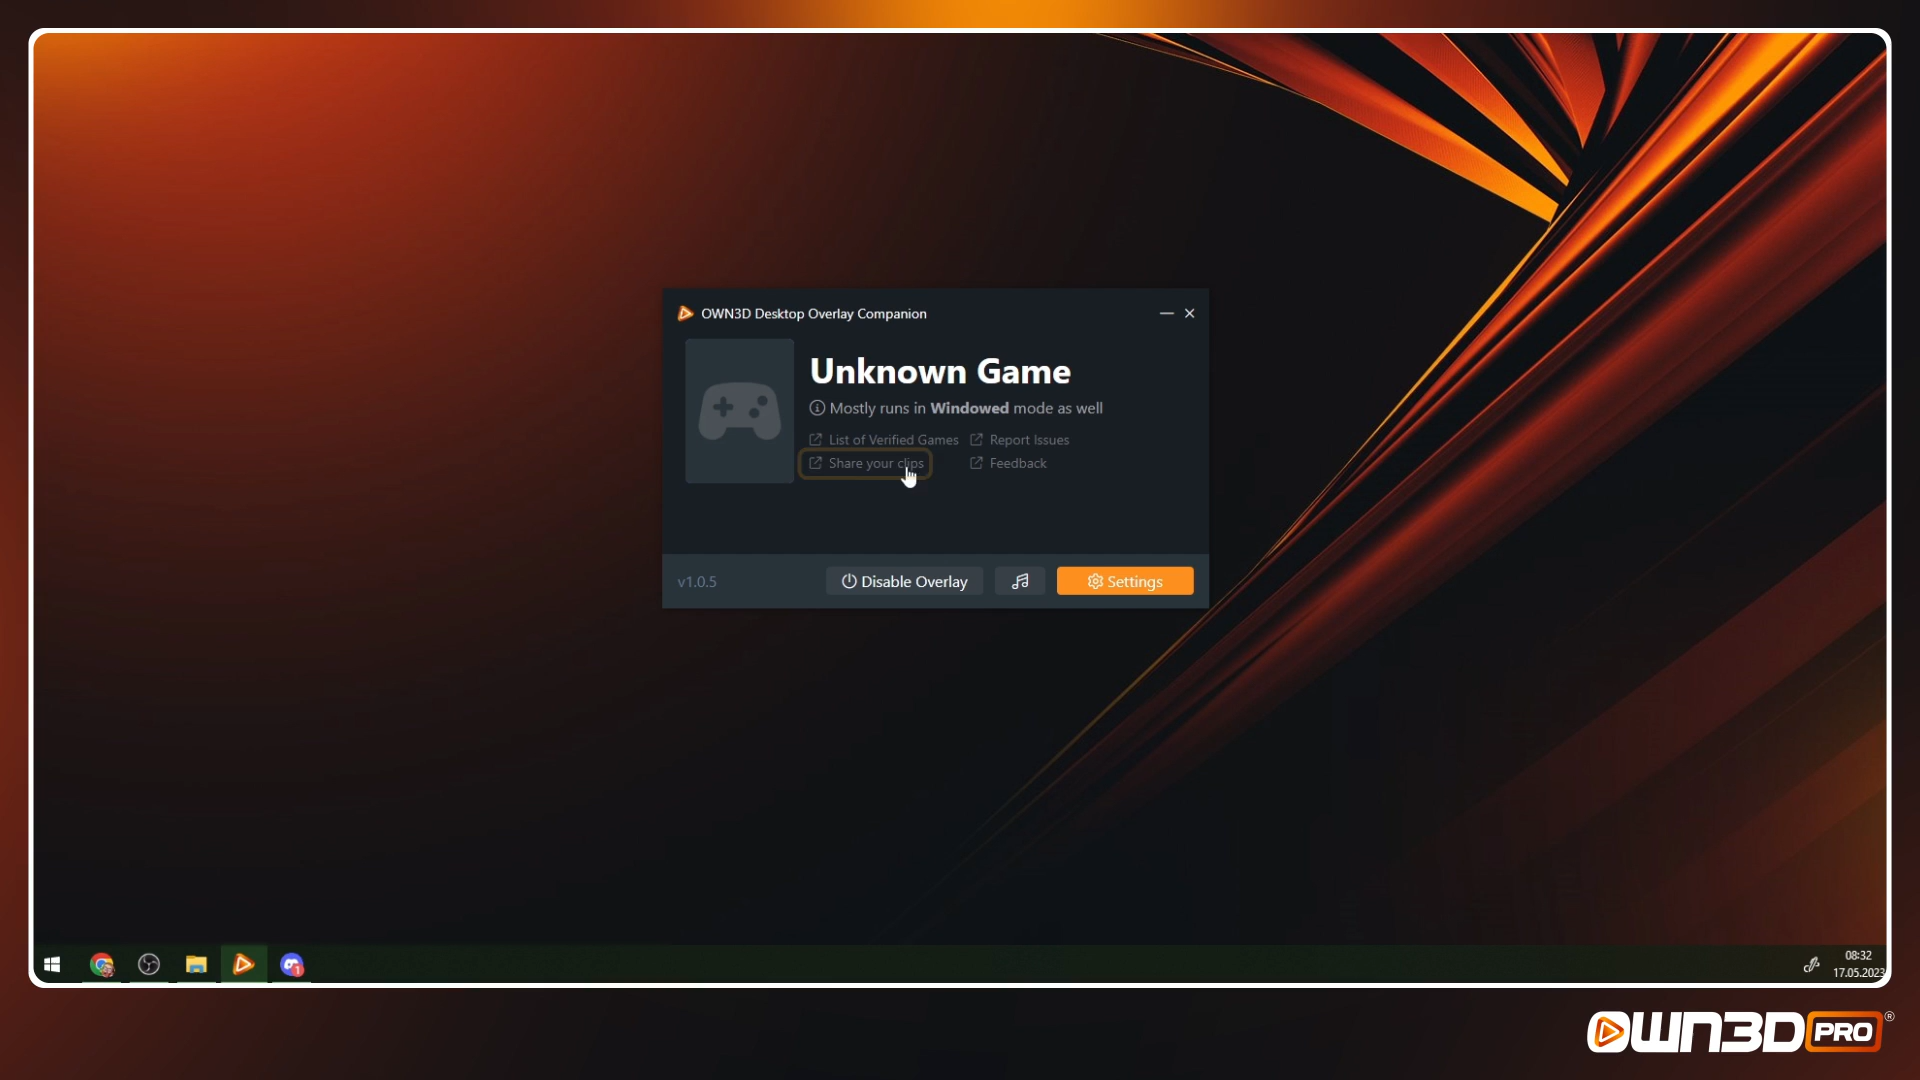 OWN3D Desktop Overlay Companion
Unknown Game
Mostly runs in Windowed mode as well
List of Verified Games Report Issues
Share your clips Feedback
v1.0.5 Disable Overlay Settings
1
08:32
17.05.2023
OWN3D PRO ®